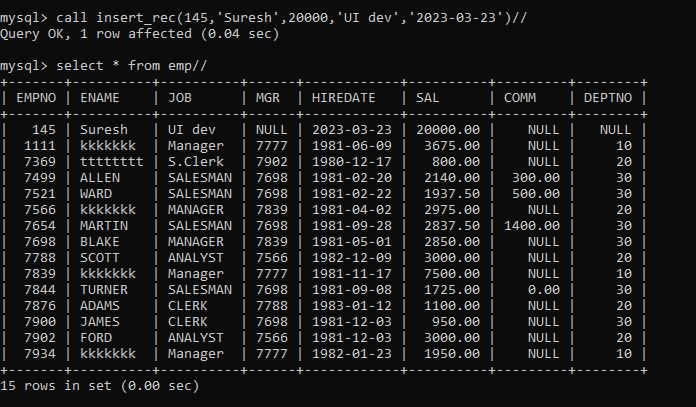 mysql> call insert_rec(145,'Suresh',20000,'UI dev','2023-03-23')//
Query OK, 1 row affected (0.04 sec)
mysql> select * from emp//
+-------+----------+----------+------+------------+----------+---------+--------+
| EMPNO | ENAME    | JOB      | MGR  | HIREDATE   | SAL      | COMM    | DEPTNO |
+-------+----------+----------+------+------------+----------+---------+--------+
|   145 | Suresh   | UI dev   | NULL | 2023-03-23 | 20000.00 |    NULL |   NULL |
|  1111 | kkkkkkk  | Manager  | 7777 | 1981-06-09 |  3675.00 |    NULL |     10 |
|  7369 | tttttttt | S.Clerk  | 7902 | 1980-12-17 |   800.00 |    NULL |     20 |
|  7499 | ALLEN    | SALESMAN | 7698 | 1981-02-20 |  2140.00 |  300.00 |     30 |
|  7521 | WARD     | SALESMAN | 7698 | 1981-02-22 |  1937.50 |  500.00 |     30 |
|  7566 | kkkkkkk  | MANAGER  | 7839 | 1981-04-02 |  2975.00 |    NULL |     20 |
|  7654 | MARTIN   | SALESMAN | 7698 | 1981-09-28 |  2837.50 | 1400.00 |     30 |
|  7698 | BLAKE    | MANAGER  | 7839 | 1981-05-01 |  2850.00 |    NULL |     30 |
|  7788 | SCOTT    | ANALYST  | 7566 | 1982-12-09 |  3000.00 |    NULL |     20 |
|  7839 | kkkkkkk  | Manager  | 7777 | 1981-11-17 |  7500.00 |    NULL |     10 |
|  7844 | TURNER   | SALESMAN | 7698 | 1981-09-08 |  1725.00 |    0.00 |     30 |
|  7876 | ADAMS    | CLERK    | 7788 | 1983-01-12 |  1100.00 |    NULL |     20 |
|  7900 | JAMES    | CLERK    | 7698 | 1981-12-03 |   950.00 |    NULL |     30 |
|  7902 | FORD     | ANALYST  | 7566 | 1981-12-03 |  3000.00 |    NULL |     20 |
|  7934 | kkkkkkk  | Manager  | 7777 | 1982-01-23 |  1950.00 |    NULL |     10 |
+-------+----------+----------+------+------------+----------+---------+--------+
15 rows in set (0.00 sec)